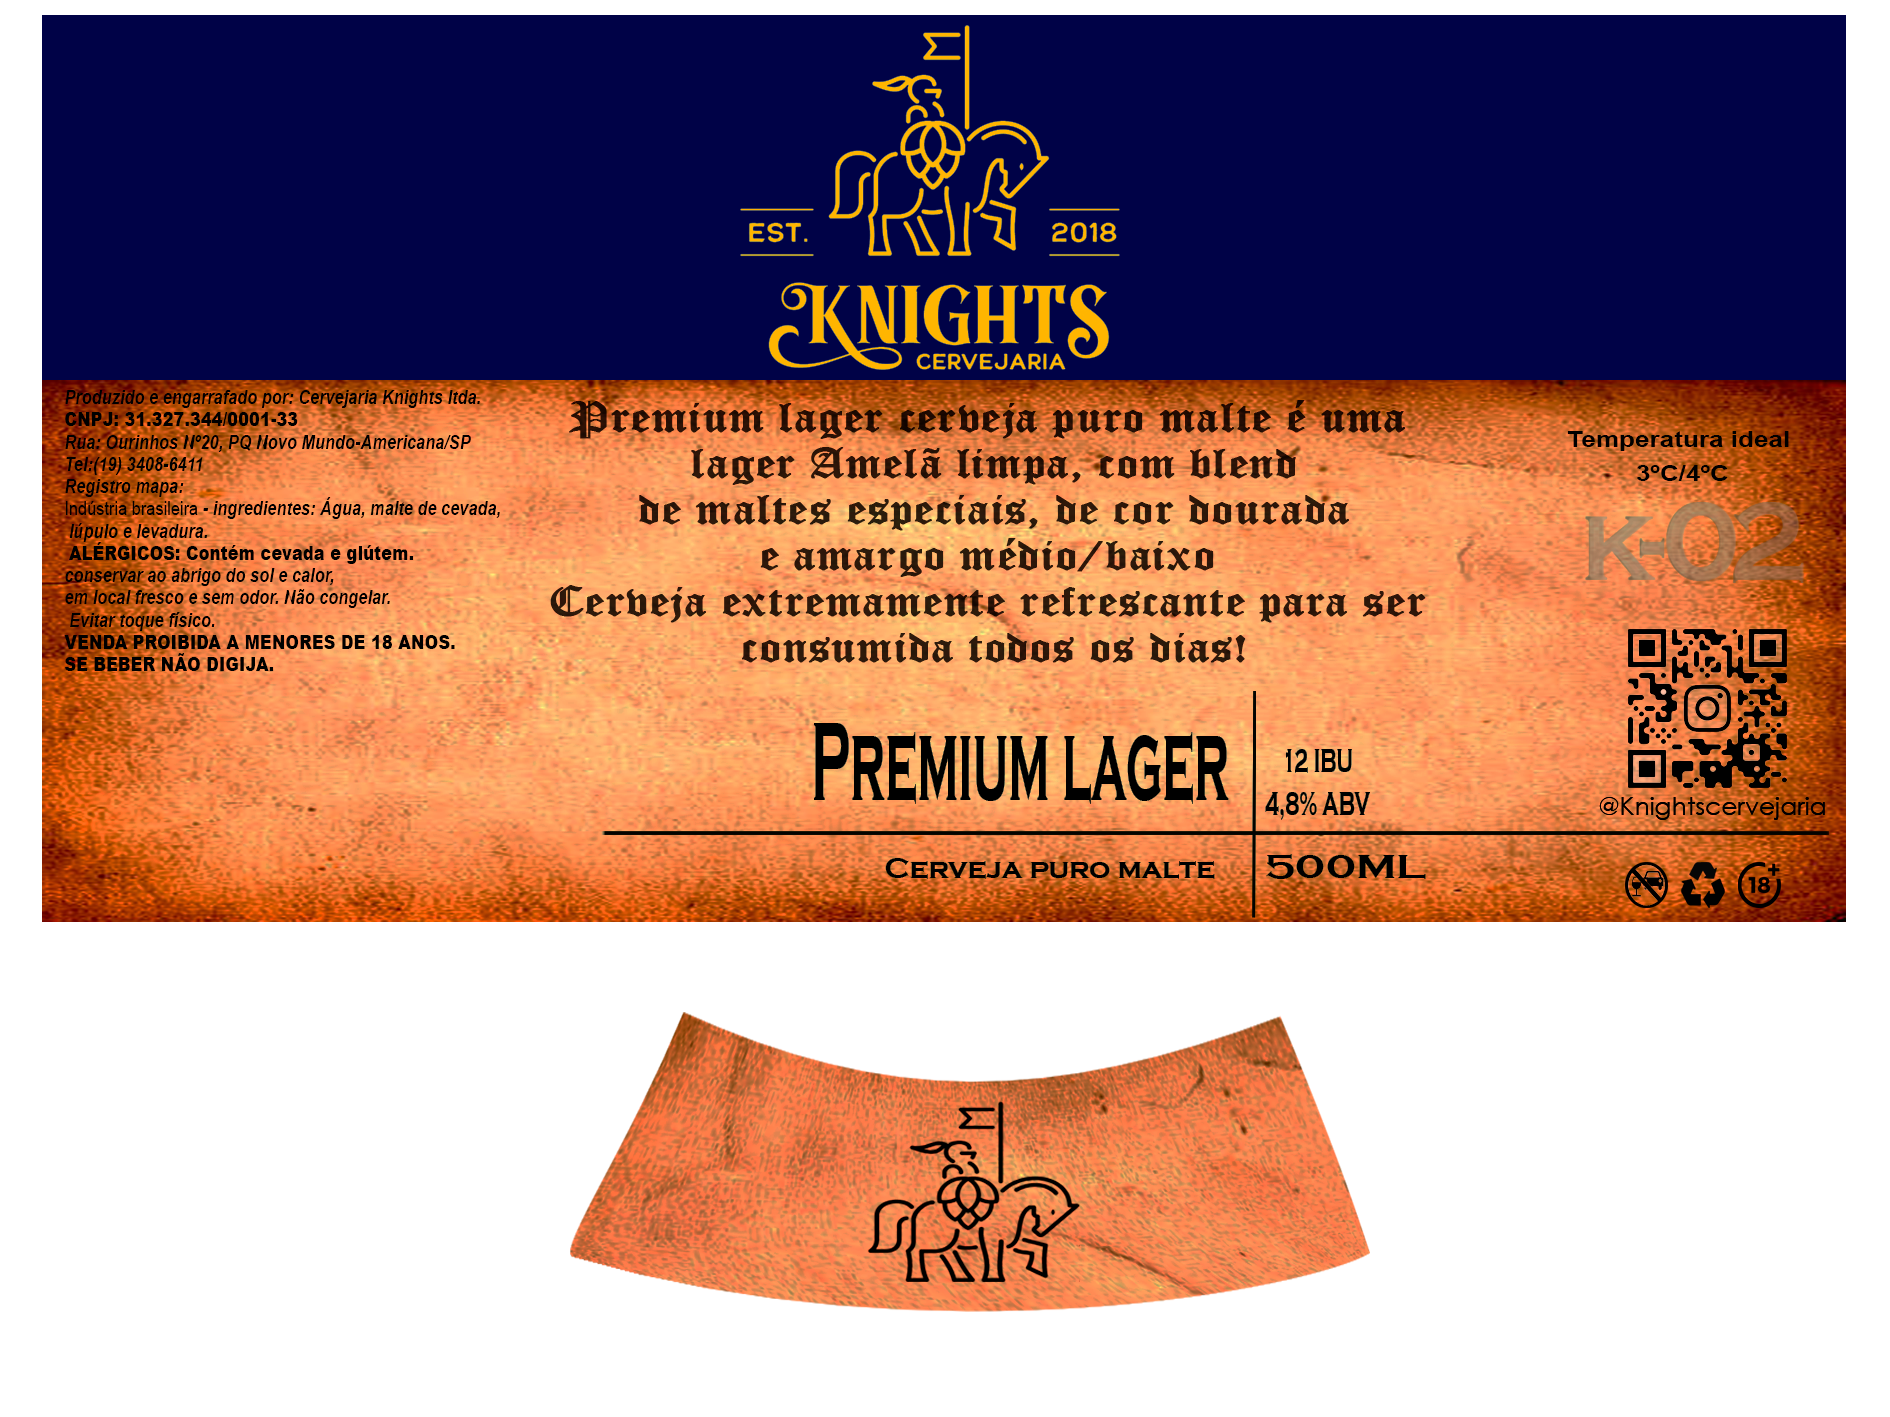 EST. 2018
KNIGHTS
CERVEJARIA
Produzido e engarrafado por: Cervejaria Knights ltda.
CNPJ: 31.327.344/0001-33
Rua: Ourinhos Nº20, PQ Novo Mundo-Americana/SP
Tel:(19) 3408-6411
Registro mapa:
Indústria brasileira - ingredientes: Água, malte de cevada,
lúpulo e levadura.
ALÉRGICOS: Contém cevada e glútem.
conservar ao abrigo do sol e calor,
em local fresco e sem odor. Não congelar.
Evitar toque físico.
VENDA PROIBIDA A MENORES DE 18 ANOS.
SE BEBER NÃO DIGIJA.
Premium lager cerveja puro malte é uma
lager Amelã limpa, com blend
de maltes especiais, de cor dourada
e amargo médio/baixo
Cerveja extremamente refrescante para ser
consumida todos os dias!
PREMIUM LAGER
12 IBU
4,8% ABV
CERVEJA PURO MALTE
500ML
Temperatura ideal
3ºC/4ºC
K-02
@Knightscervejaria
18+